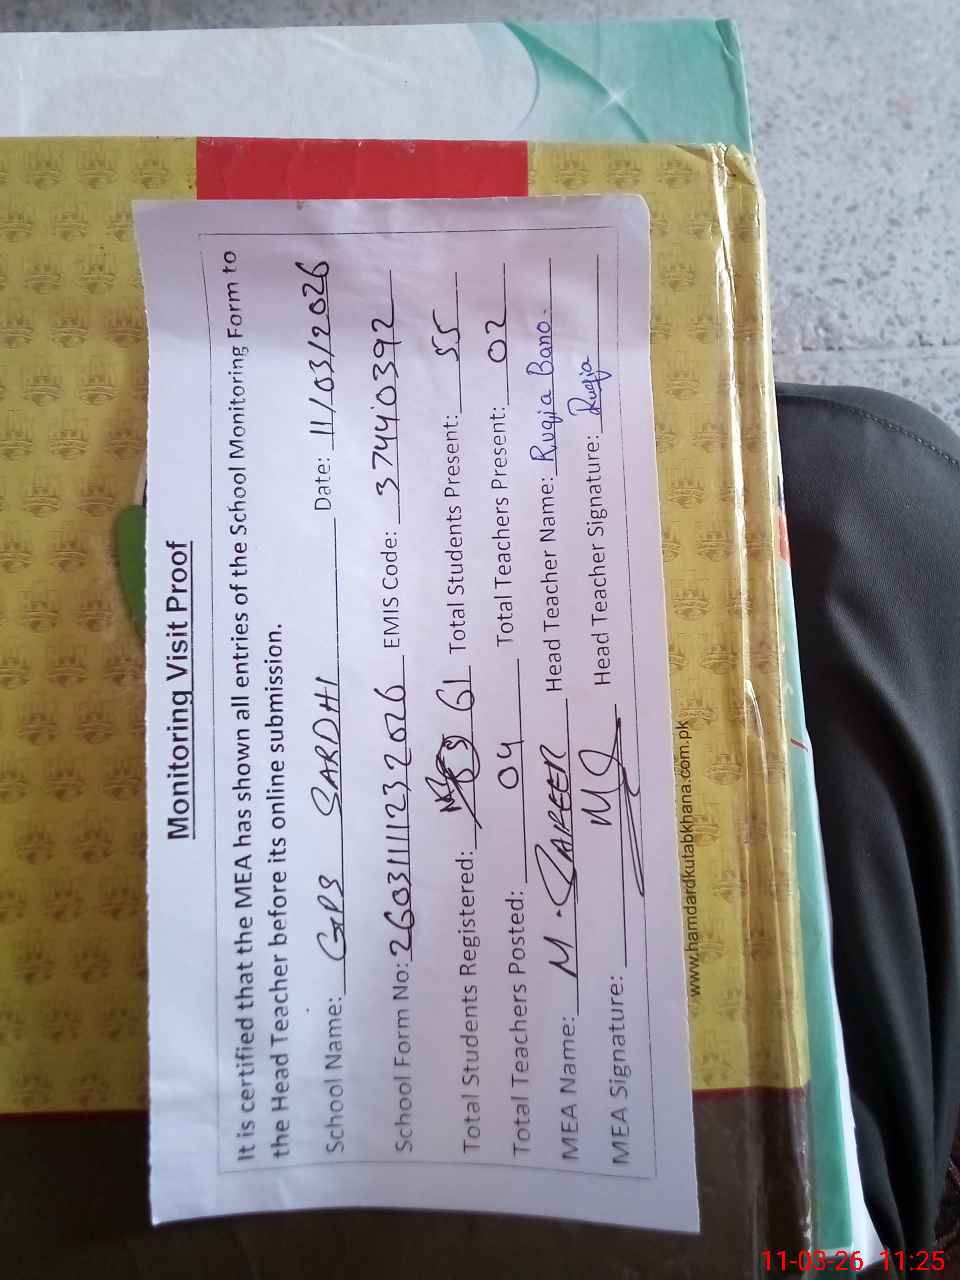 Monitoring Visit Proof
It is certified that the MEA has shown all entries of the School Monitoring Form to
the Head Teacher before its online submission.
School Name: GPS SARDHI Date: 11/03/2026
School Form No: 2603111123 2026 EMIS Code: 37440392
Total Students Registered: 61 Total Students Present: 55
Total Teachers Posted: 04 Total Teachers Present: 02
MEA Name: M. Head Teacher Name: Ruqia Bano.
MEA Signature: Head Teacher Signature: Ruqia
www.hamdardkutabkhana.com.pk
11-03-26 11:25